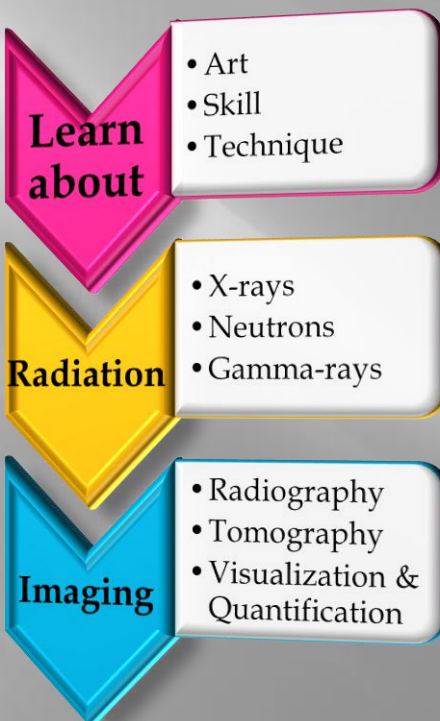 Learn
about
• Art
• Skill
• Technique
Radiation
• X-rays
• Neutrons
• Gamma-rays
Imaging
• Radiography
• Tomography
• Visualization &
Quantification